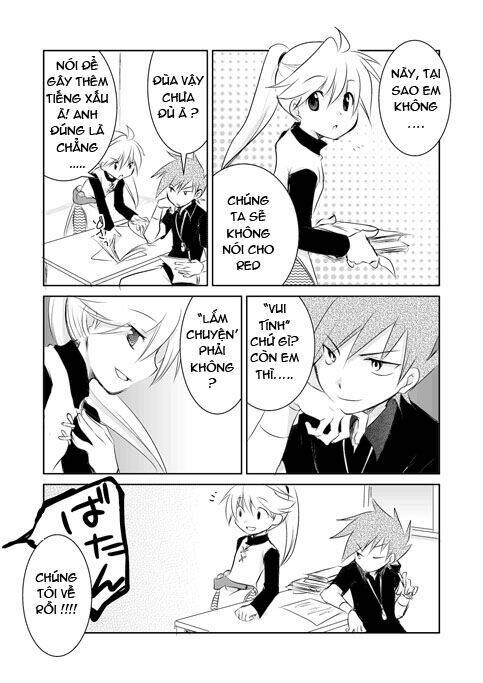 NÀY, TẠI
SAO EM
KHÔNG
....
CHÚNG
TA SẼ
NÓI CHO
RED
ĐÙA VẬY
CHƯA
ĐỦ À ?
NÓI ĐỂ
GÂY THÊM
TIẾNG XẤU
À! ANH
ĐÚNG LÀ
CHẲNG
.....
"VUI
TÍNH"
CHỨ GÌ?
CÒN EM
THÌ.....
"LẮM
CHUYỆN'
PHẢI
KHÔNG
?
ばたん
CHÚNG
TÔI VỀ
RỒI !!!!